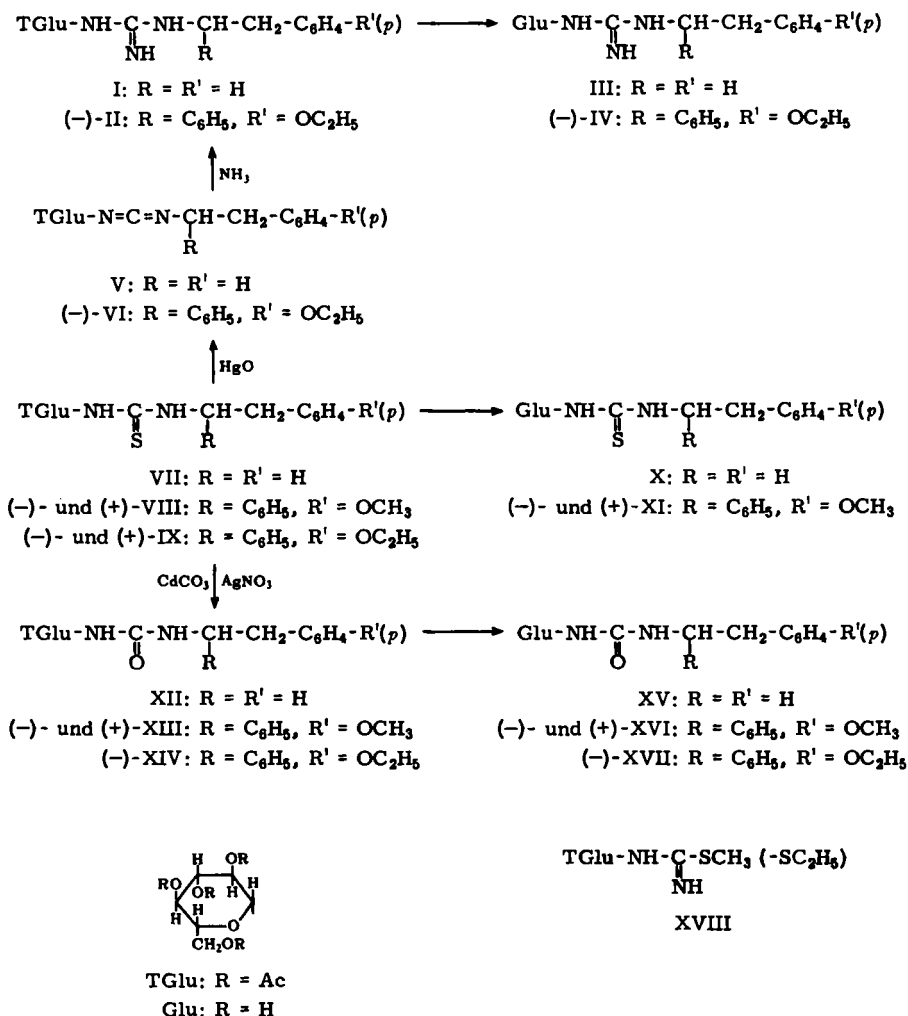 TGlu-NH-C-NH-CH-CH₂-C₆H₄-R'(p) → Glu-NH-C-NH-CH-CH₂-C₆H₄-R'(p)
NH R NH R
I: R = R' = H III: R = R' = H
(−)-II: R = C₆H₅, R' = OC₂H₅ (−)-IV: R = C₆H₅, R' = OC₂H₅
NH₃
TGlu-N=C=N-CH-CH₂-C₆H₄-R'(p)
R
V: R = R' = H
(−)-VI: R = C₆H₅, R' = OC₂H₅
HgO
TGlu-NH-C-NH-CH-CH₂-C₆H₄-R'(p) → Glu-NH-C-NH-CH-CH₂-C₆H₄-R'(p)
S R S R
VII: R = R' = H X: R = R' = H
(−)- und (+)-VIII: R = C₆H₅, R' = OCH₃ (−)- und (+)-XI: R = C₆H₅, R' = OCH₃
(−)- und (+)-IX: R = C₆H₅, R' = OC₂H₅
CdCO₃ AgNO₃
TGlu-NH-C-NH-CH-CH₂-C₆H₄-R'(p) → Glu-NH-C-NH-CH-CH₂-C₆H₄-R'(p)
O R O R
XII: R = R' = H XV: R = R' = H
(−)- und (+)-XIII: R = C₆H₅, R' = OCH₃ (−)- und (+)-XVI: R = C₆H₅, R' = OCH₃
(−)-XIV: R = C₆H₅, R' = OC₂H₅ (−)-XVII: R = C₆H₅, R' = OC₂H₅
H OR
RO OR H H
H H O
CH₂OR
TGlu: R = Ac
Glu: R = H
TGlu-NH-C-SCH₃ (-SC₂H₅)
NH
XVIII